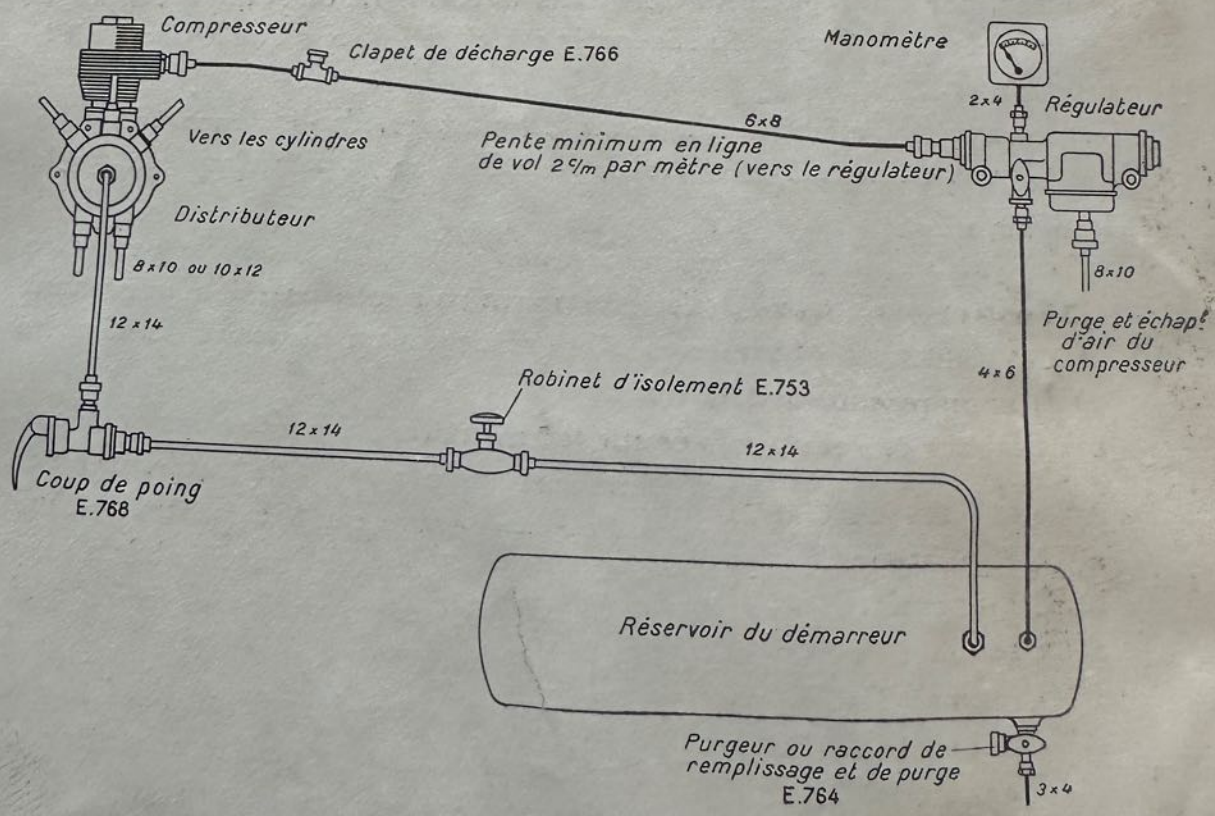 Compresseur
Clapet de décharge E.766
Manomètre
2x4
Régulateur
6x8
Vers les cylindres
Pente minimum en ligne
de vol 2 c/m par mètre (vers le régulateur)
Distributeur
8x10 ou 10x12
8x10
12x14
Purge et échapt
d'air du
compresseur
4x6
Robinet d'isolement E.753
12x14
12x14
Coup de poing
E.768
Réservoir du démarreur
Purgeur ou raccord de
remplissage et de purge
E.764
3x4